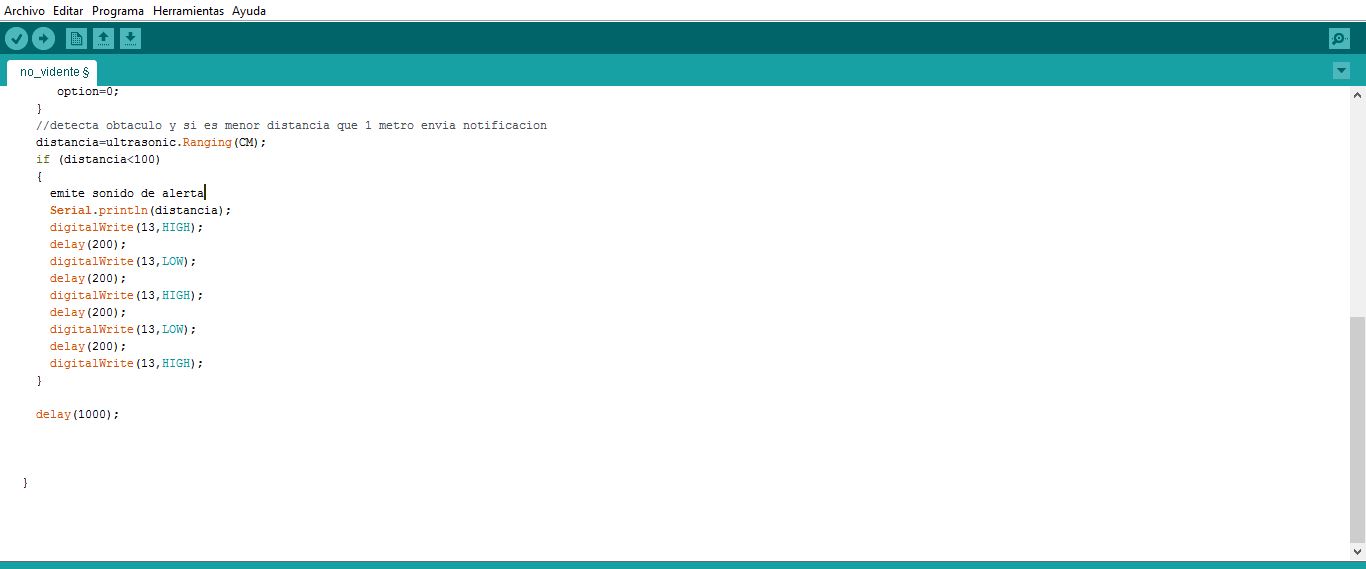 Archivo Editar Programa Herramientas Ayuda
no_vidente §
option=0;
}
//detecta obtaculo y si es menor distancia que 1 metro envia notificacion
distancia=ultrasonic.Ranging(CM);
if (distancia<100)
{
emite sonido de alerta
Serial.println(distancia);
digitalWrite(13,HIGH);
delay(200);
digitalWrite(13,LOW);
delay(200);
digitalWrite(13,HIGH);
delay(200);
digitalWrite(13,LOW);
delay(200);
digitalWrite(13,HIGH);
}
delay(1000);
}